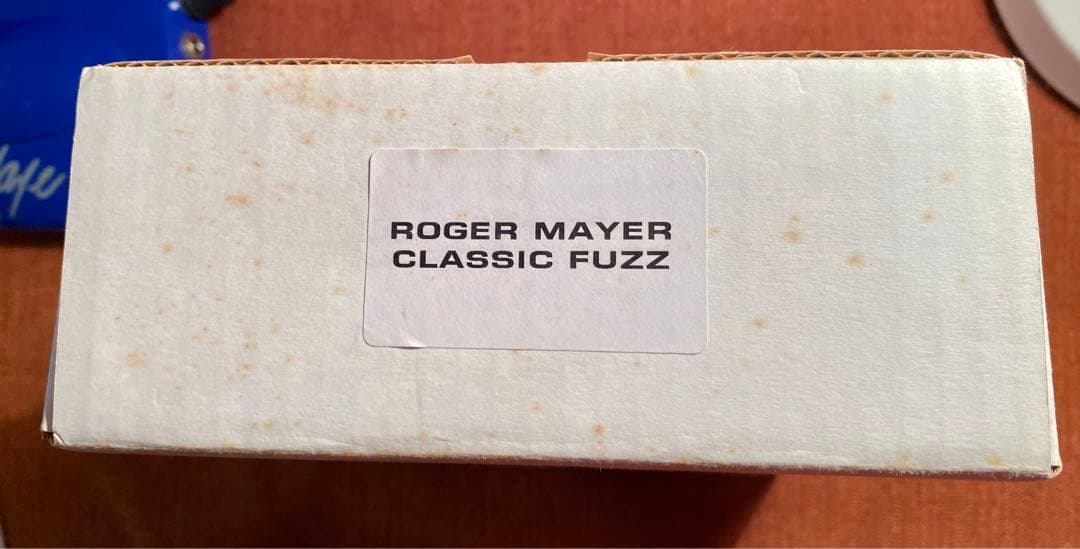 ROGER MAYER
CLASSIC FUZZ